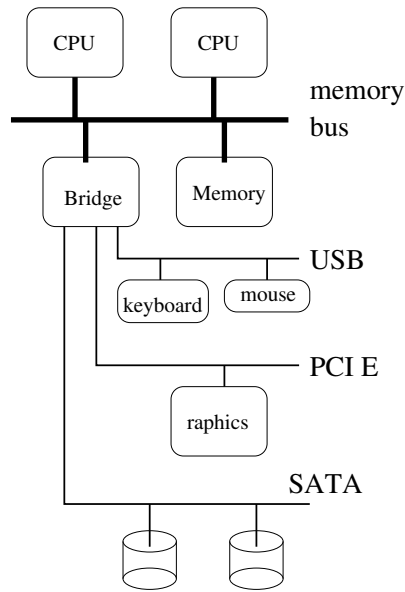 CPU
CPU
memory
bus
Bridge
Memory
USB
keyboard
mouse
PCI E
raphics
SATA